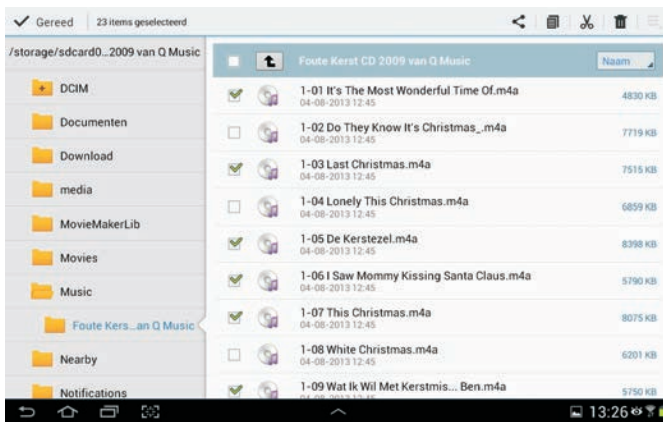 Gereed 23 items geselecteerd
/storage/sdcard0...2009 van Q Music
DCIM
Documenten
Download
media
MovieMakerLib
Movies
Music
Foute Kers...an Q Music
Nearby
Notifications
Foute Kerst CD 2009 van Q Music Naam
1-01 It's The Most Wonderful Time Of.m4a 4830 KB
04-08-2013 12:45
1-02 Do They Know It's Christmas_.m4a 7719 KB
04-08-2013 12:45
1-03 Last Christmas.m4a 7515 KB
04-08-2013 12:45
1-04 Lonely This Christmas.m4a 6859 KB
04-08-2013 12:45
1-05 De Kerstezel.m4a 8398 KB
04-08-2013 12:45
1-06 I Saw Mommy Kissing Santa Claus.m4a 5790 KB
04-08-2013 12:45
1-07 This Christmas.m4a 8075 KB
04-08-2013 12:45
1-08 White Christmas.m4a 6201 KB
04-08-2013 12:45
1-09 Wat Ik Wil Met Kerstmis... Ben.m4a 5750 KB
13:26